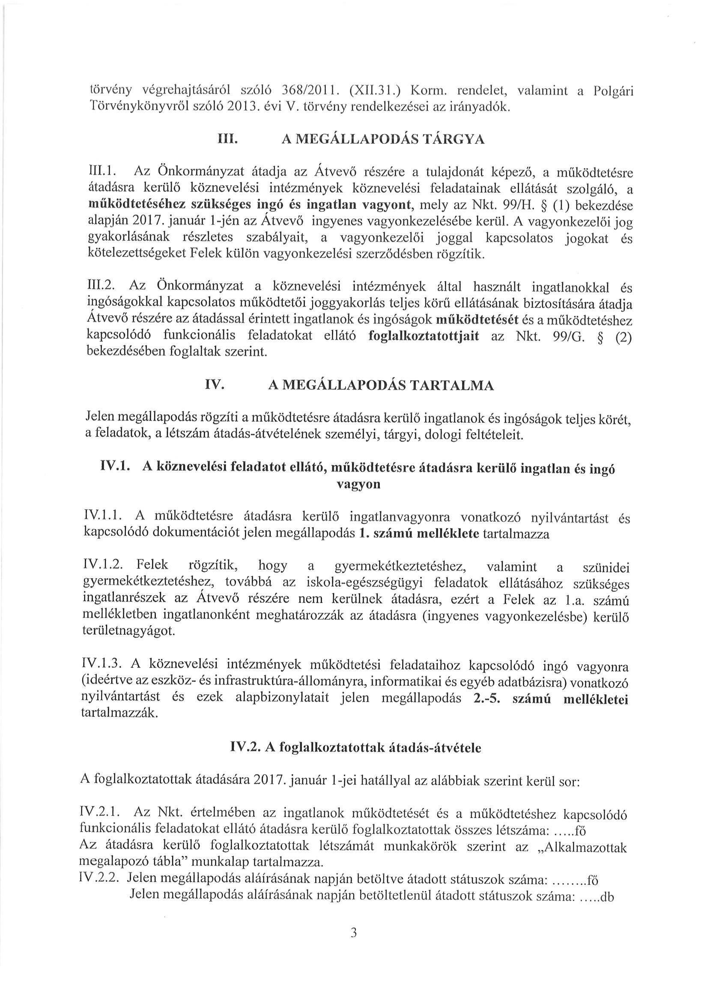 törvény végrehajtásáról szóló 368/2011. (XII.31.) Korm. rendelet, valamint a Polgári
Törvénykönyvről szóló 2013. évi V. törvény rendelkezései az irányadók.
III. A MEGÁLLAPODÁS TÁRGYA
III.1. Az Önkormányzat átadja az Átvevő részére a tulajdonát képező, a működtetésre
átadásra kerülő köznevelési intézmények köznevelési feladatainak ellátását szolgáló, a
működtetéséhez szükséges ingó és ingatlan vagyont, mely az Nkt. 99/H. § (1) bekezdése
alapján 2017. január 1-jén az Átvevő ingyenes vagyonkezelésébe kerül. A vagyonkezelői jog
gyakorlásának részletes szabályait, a vagyonkezelői joggal kapcsolatos jogokat és
kötelezettségeket Felek külön vagyonkezelési szerződésben rögzítik.
III.2. Az Önkormányzat a köznevelési intézmények által használt ingatlanokkal és
ingóságokkal kapcsolatos működtetői joggyakorlás teljes körű ellátásának biztosítására átadja
Átvevő részére az átadással érintett ingatlanok és ingóságok működtetését és a működtetéshez
kapcsolódó funkcionális feladatokat ellátó foglalkoztatottjait az Nkt. 99/G. § (2)
bekezdésében foglaltak szerint.
IV. A MEGÁLLAPODÁS TARTALMA
Jelen megállapodás rögzíti a működtetésre átadásra kerülő ingatlanok és ingóságok teljes körét,
a feladatok, a létszám átadás-átvételének személyi, tárgyi, dologi feltételeit.
IV.1. A köznevelési feladatot ellátó, működtetésre átadásra kerülő ingatlan és ingó
vagyon
IV.1.1. A működtetésre átadásra kerülő ingatlanvagyonra vonatkozó nyilvántartást és
kapcsolódó dokumentációt jelen megállapodás 1. számú melléklete tartalmazza
IV.1.2. Felek rögzítik, hogy a gyermekétkeztetéshez, valamint a szünidei
gyermekétkeztetéshez, továbbá az iskola-egészségügyi feladatok ellátásához szükséges
ingatlanrészek az Átvevő részére nem kerülnek átadásra, ezért a Felek az 1.a. számú
mellékletben ingatlanonként meghatározzák az átadásra (ingyenes vagyonkezelésbe) kerülő
területnagyágot.
IV.1.3. A köznevelési intézmények működtetési feladataihoz kapcsolódó ingó vagyonra
(ideértve az eszköz- és infrastruktúra-állományra, informatikai és egyéb adatbázisra) vonatkozó
nyilvántartást és ezek alapbizonylatait jelen megállapodás 2.-5. számú mellékletei
tartalmazzák.
IV.2. A foglalkoztatottak átadás-átvétele
A foglalkoztatottak átadására 2017. január 1-jei hatállyal az alábbiak szerint kerül sor:
IV.2.1. Az Nkt. értelmében az ingatlanok működtetését és a működtetéshez kapcsolódó
funkcionális feladatokat ellátó átadásra kerülő foglalkoztatottak összes létszáma: .....fő
Az átadásra kerülő foglalkoztatottak létszámát munkakörök szerint az „Alkalmazottak
megalapozó tábla” munkalap tartalmazza.
IV.2.2. Jelen megállapodás aláírásának napján betöltve átadott státuszok száma: ........fő
Jelen megállapodás aláírásának napján betöltetlenül átadott státuszok száma: .....db
3